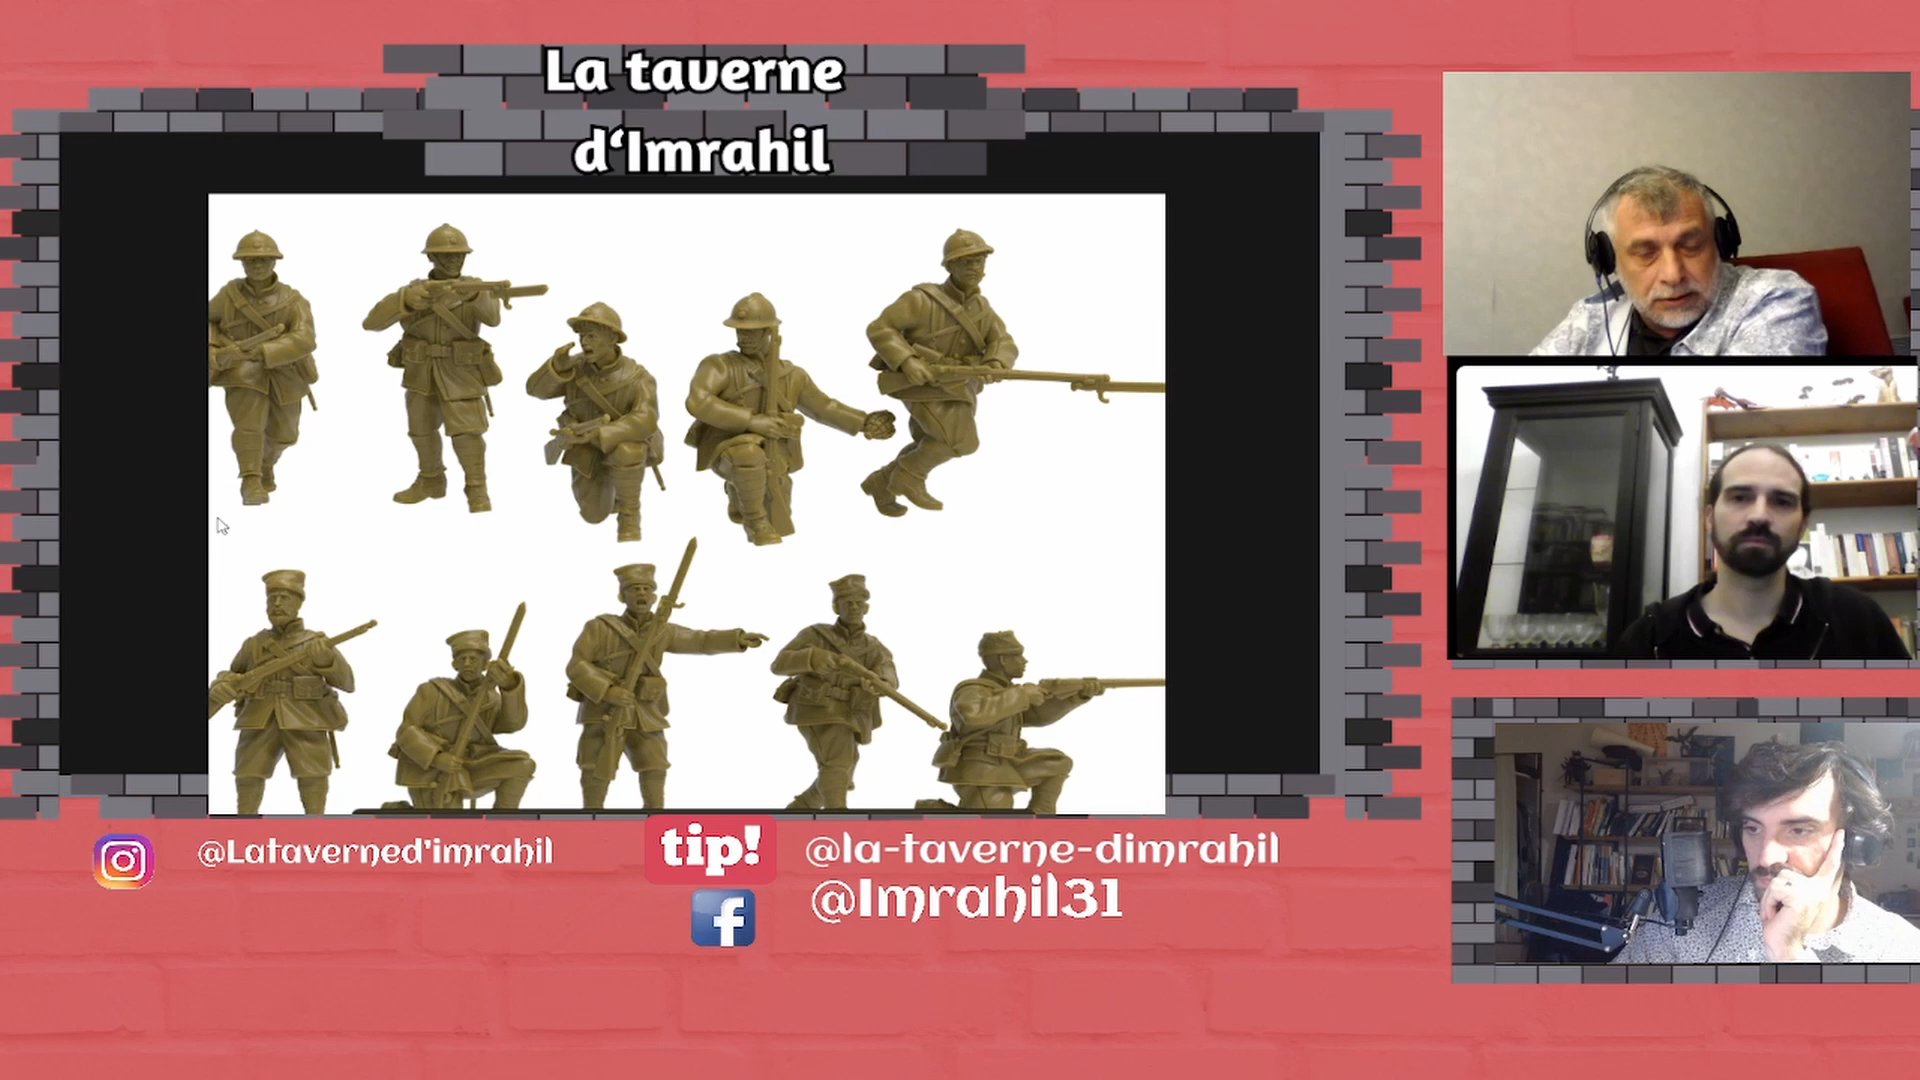 La taverne
d‘Imrahil
@Lataverned'imrahil
tip!
@la-taverne-dimrahil
f
@Imrahil31